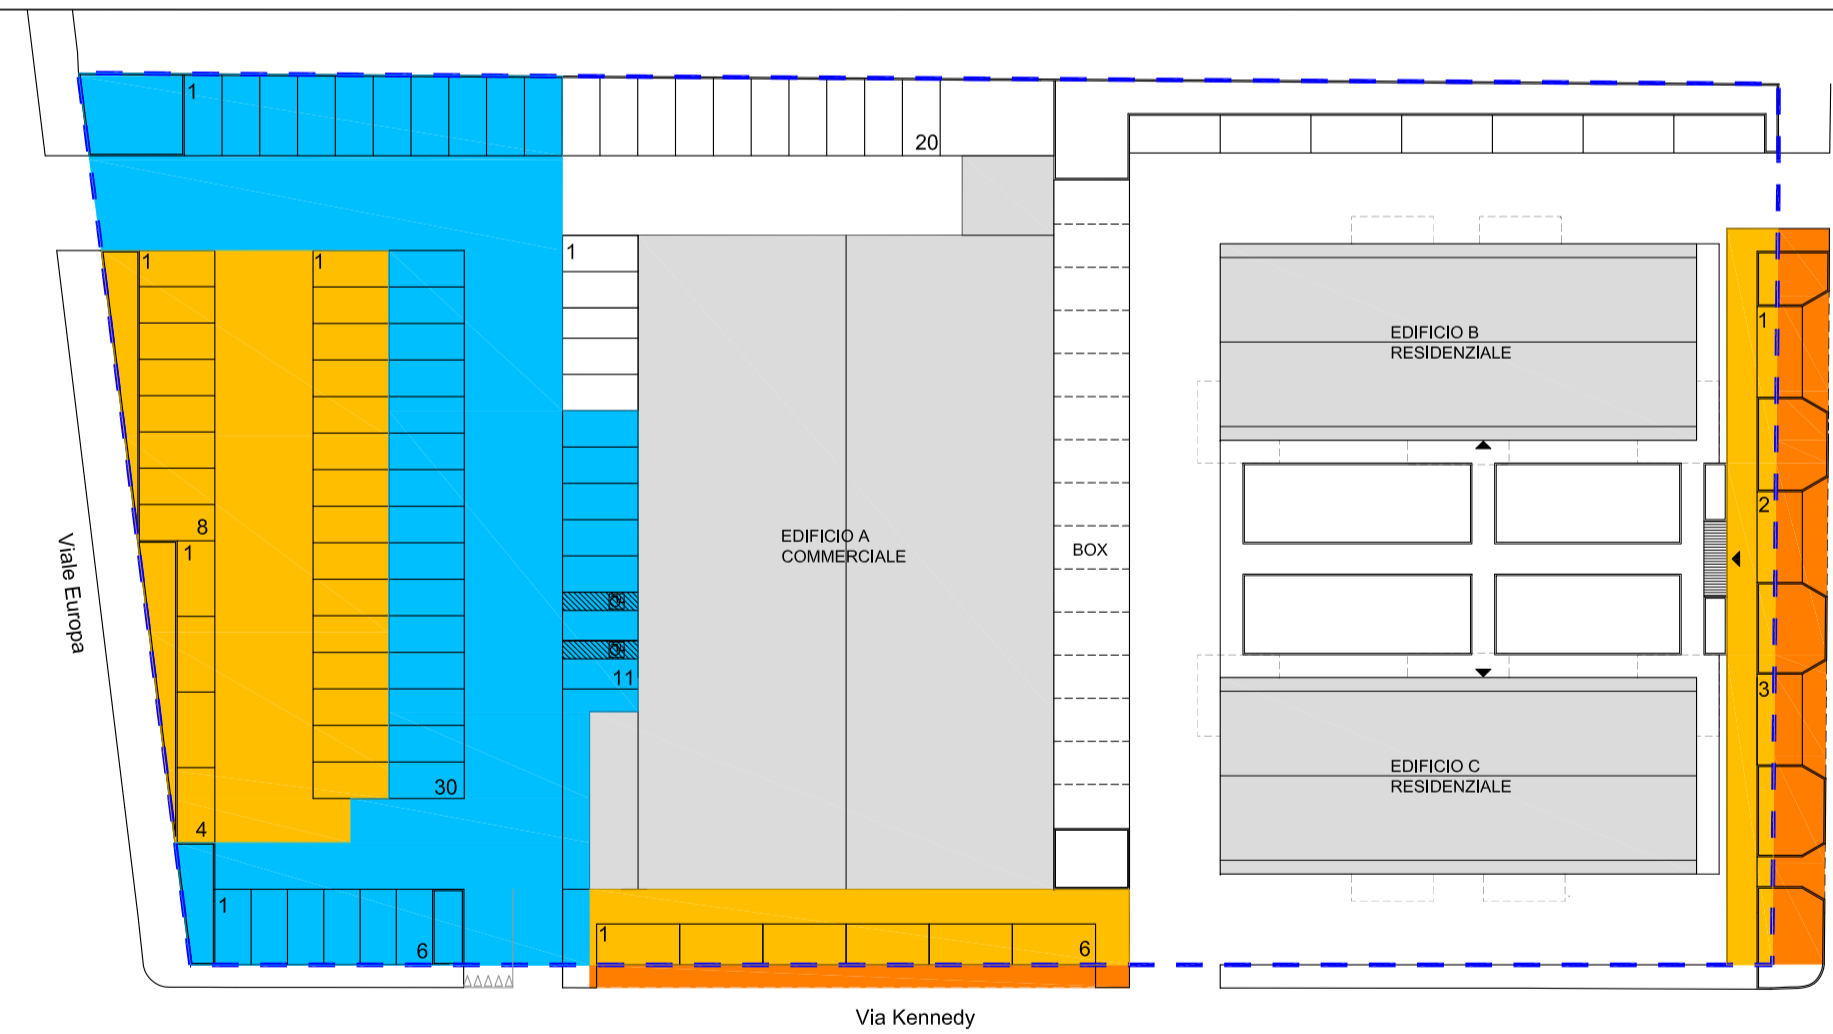 1
20
1
1
1
EDIFICIO B
RESIDENZIALE
1
8
1
2
EDIFICIO A
COMMERCIALE
BOX
Viale Europa
11
3
30
4
EDIFICIO C
RESIDENZIALE
1
6
1
6
Via Kennedy